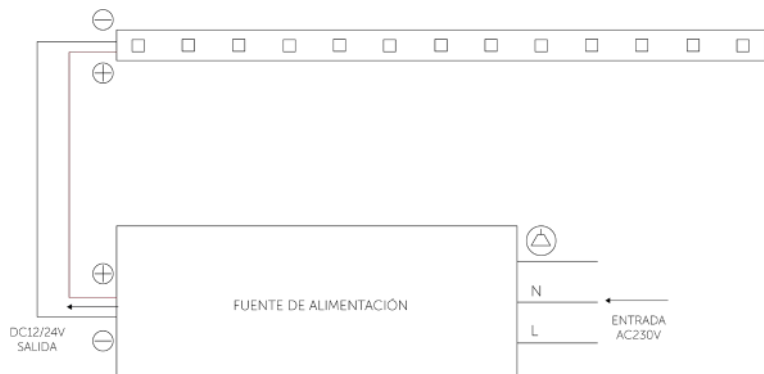 FUENTE DE ALIMENTACIÓN
N
L
DC12/24V
SALIDA
ENTRADA
AC230V